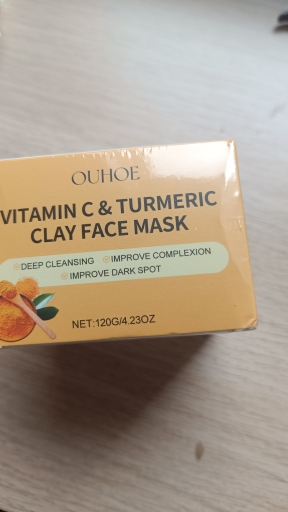 OUHOE
VITAMIN C & TURMERIC
CLAY FACE MASK
DEEP CLEANSING IMPROVE COMPLEXION
IMPROVE DARK SPOT
NET:120G/4.23OZ